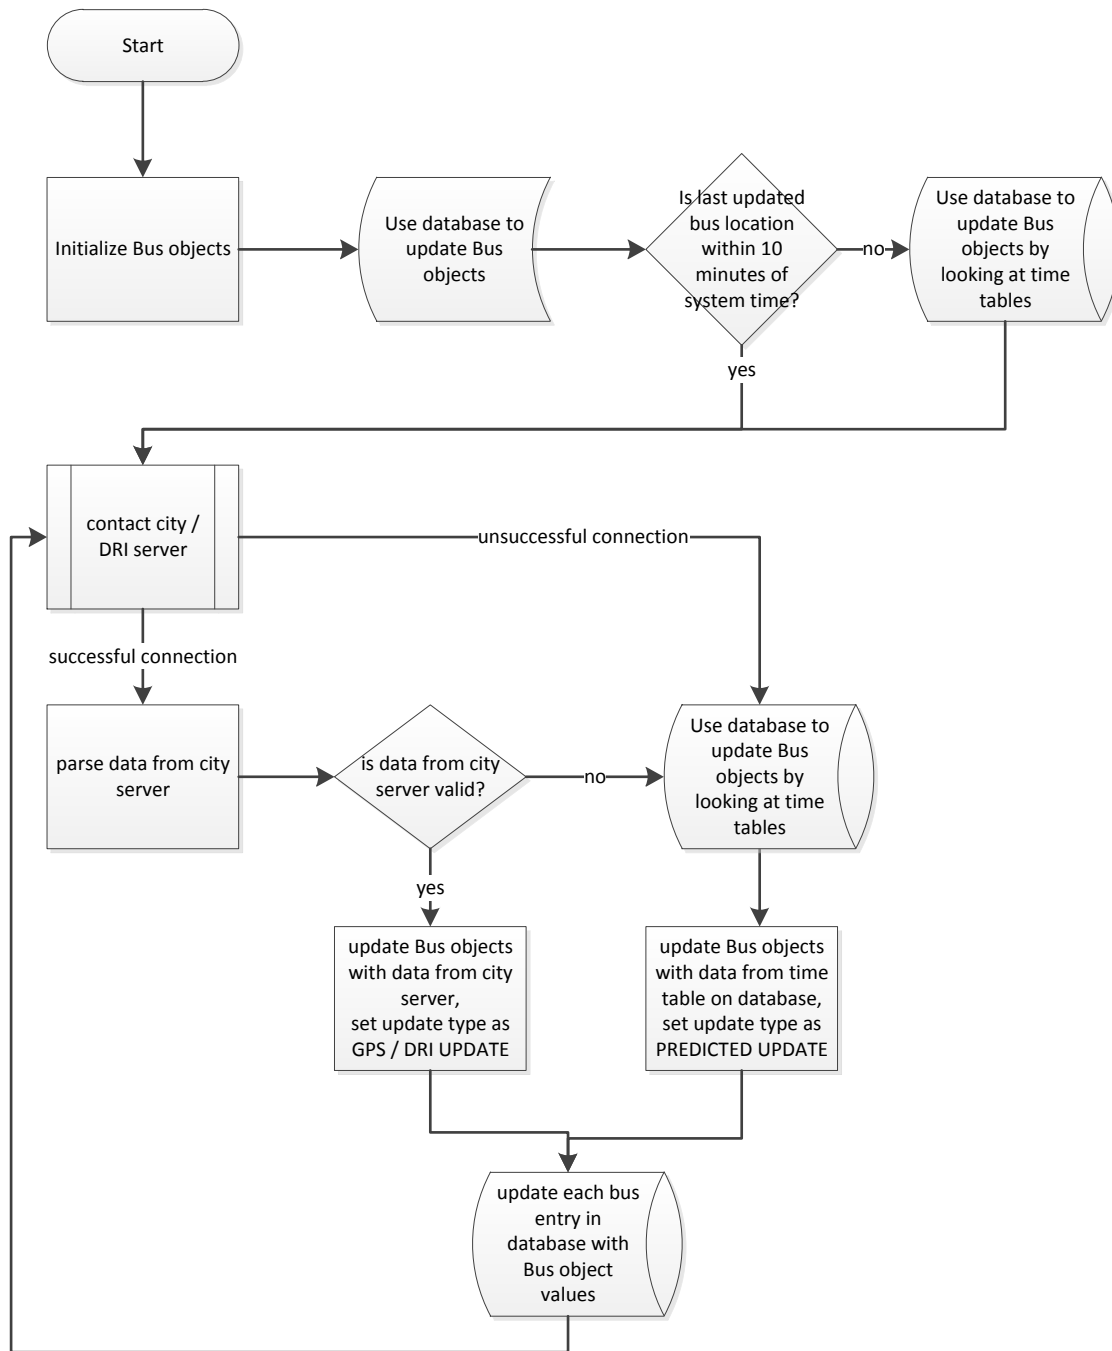 Start
Initialize Bus objects
Use database to
update Bus
objects
Is last updated
bus location
within 10
minutes of
system time?
no
Use database to
update Bus
objects by
looking at time
tables
yes
contact city /
DRI server
unsuccessful connection
successful connection
parse data from city
server
is data from city
server valid?
no
Use database to
update Bus
objects by
looking at time
tables
yes
update Bus objects
with data from city
server,
set update type as
GPS / DRI UPDATE
update Bus objects
with data from time
table on database,
set update type as
PREDICTED UPDATE
update each bus
entry in
database with
Bus object
values